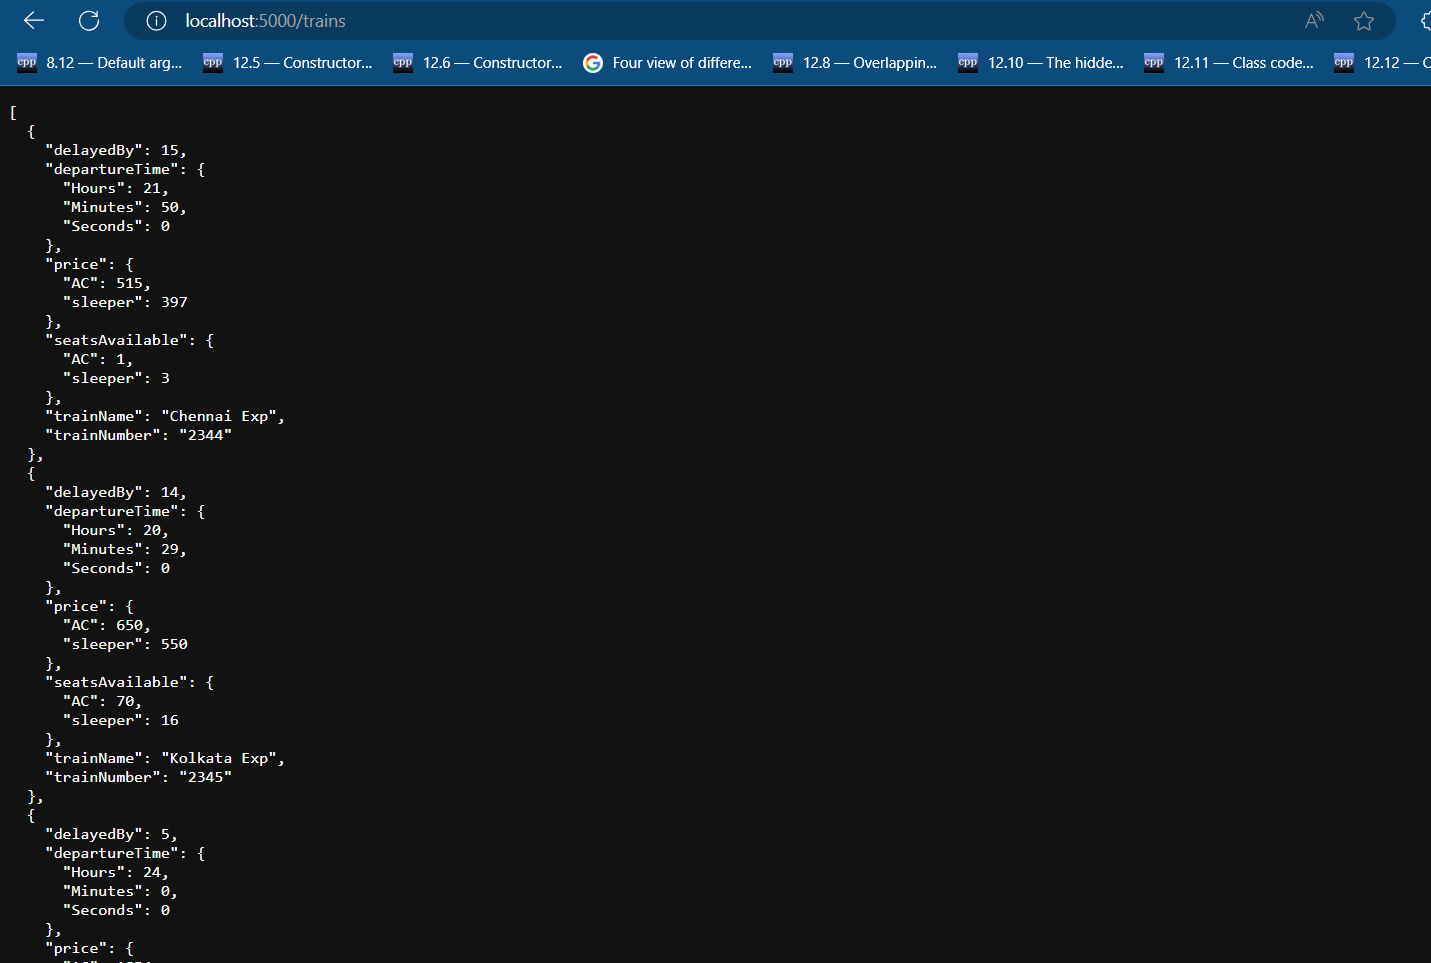 localhost:5000/trains
cpp 8.12 — Default arg... cpp 12.5 — Constructor... cpp 12.6 — Constructor... Four view of differe... cpp 12.8 — Overlappin... cpp 12.10 — The hidde... cpp 12.11 — Class code... cpp 12.12 —
[
{
"delayedBy": 15,
"departureTime": {
"Hours": 21,
"Minutes": 50,
"Seconds": 0
},
"price": {
"AC": 515,
"sleeper": 397
},
"seatsAvailable": {
"AC": 1,
"sleeper": 3
},
"trainName": "Chennai Exp",
"trainNumber": "2344"
},
{
"delayedBy": 14,
"departureTime": {
"Hours": 20,
"Minutes": 29,
"Seconds": 0
},
"price": {
"AC": 650,
"sleeper": 550
},
"seatsAvailable": {
"AC": 70,
"sleeper": 16
},
"trainName": "Kolkata Exp",
"trainNumber": "2345"
},
{
"delayedBy": 5,
"departureTime": {
"Hours": 24,
"Minutes": 0,
"Seconds": 0
},
"price": {